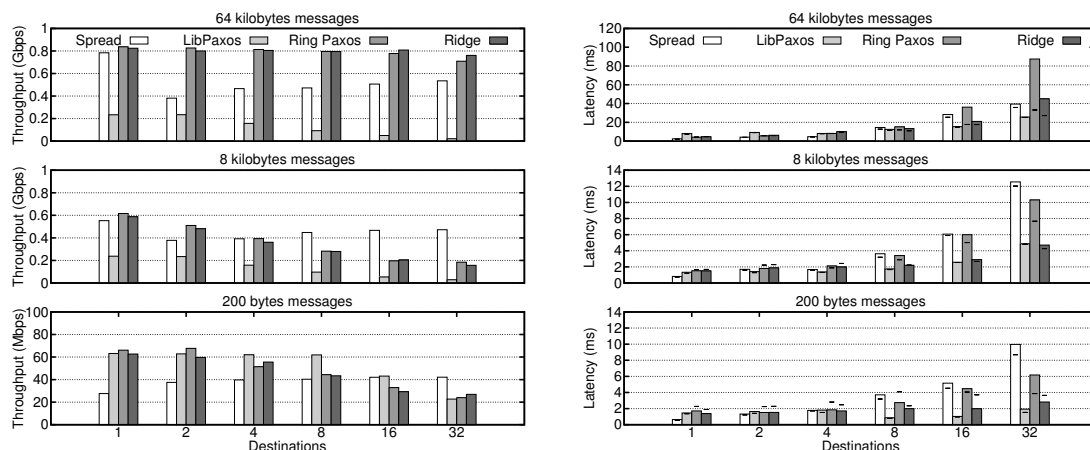 64 kilobytes messages
Throughput (Gbps)
1
0.8
0.6
0.4
0.2
0
Spread LibPaxos Ring Paxos Ridge
8 kilobytes messages
Throughput (Gbps)
1
0.8
0.6
0.4
0.2
0
200 bytes messages
Throughput (Mbps)
100
80
60
40
20
0
1 2 4 8 16 32
Destinations
64 kilobytes messages
Latency (ms)
120
100
80
60
40
20
0
Spread LibPaxos Ring Paxos Ridge
8 kilobytes messages
Latency (ms)
14
12
10
8
6
4
2
0
200 bytes messages
Latency (ms)
14
12
10
8
6
4
2
0
1 2 4 8 16 32
Destinations